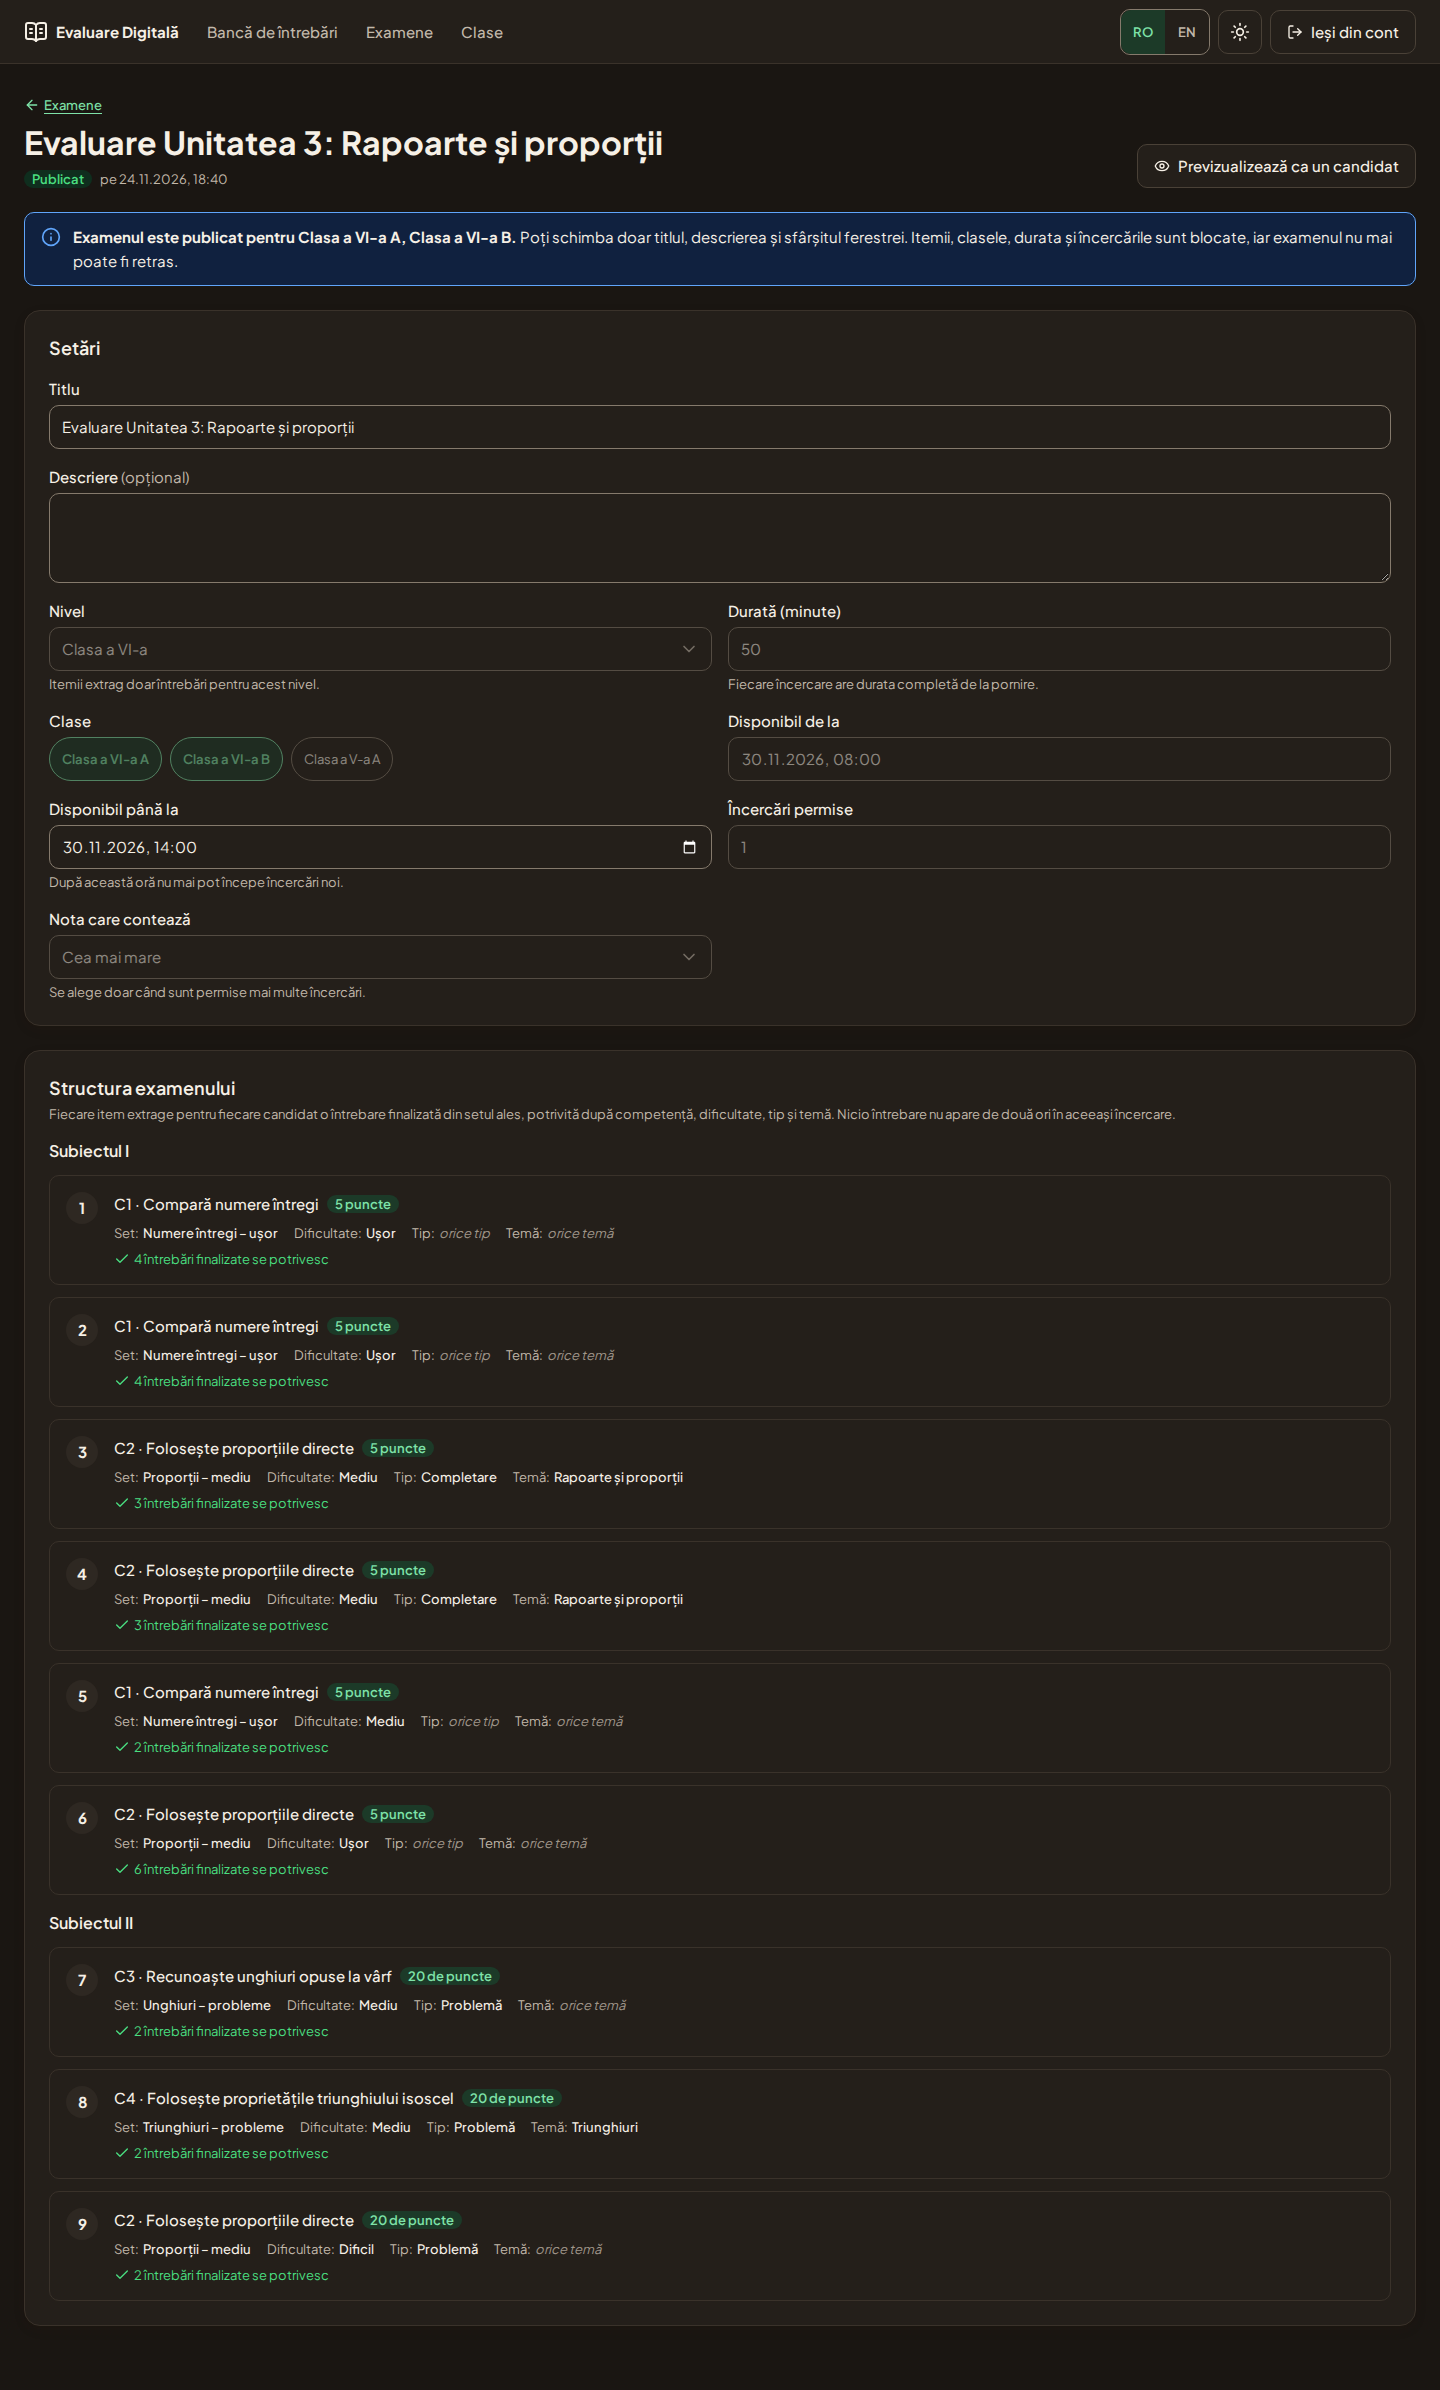 Evaluare Digitală
Bancă de întrebări
Examene
Clase
RO
EN
Ieși din cont
Examene
Evaluare Unitatea 3: Rapoarte și proporții
Publicat pe 24.11.2026, 18:40
Previzualizează ca un candidat
Examenul este publicat pentru Clasa a VI-a A, Clasa a VI-a B. Poți schimba doar titlul, descrierea și sfârșitul ferestrei. Itemii, clasele, durata și încercările sunt blocate, iar examenul nu mai
poate fi retras.
Setări
Titlu
Evaluare Unitatea 3: Rapoarte și proporții
Descriere (opțional)
Nivel
Durată (minute)
Clasa a VI-a
50
Itemii extrag doar întrebări pentru acest nivel.
Fiecare încercare are durata completă de la pornire.
Clase
Disponibil de la
Clasa a VI-a A
Clasa a VI-a B
Clasa a V-a A
30.11.2026, 08:00
Disponibil până la
Încercări permise
30.11.2026, 14:00
1
După această oră nu mai pot începe încercări noi.
Nota care contează
Cea mai mare
Se alege doar când sunt permise mai multe încercări.
Structura examenului
Fiecare item extrage pentru fiecare candidat o întrebare finalizată din setul ales, potrivită după competență, dificultate, tip și temă. Nicio întrebare nu apare de două ori în aceeași încercare.
Subiectul I
1
C1 · Compară numere întregi 5 puncte
Set: Numere întregi – ușor Dificultate: Ușor Tip: orice tip Temă: orice temă
4 întrebări finalizate se potrivesc
2
C1 · Compară numere întregi 5 puncte
Set: Numere întregi – ușor Dificultate: Ușor Tip: orice tip Temă: orice temă
4 întrebări finalizate se potrivesc
3
C2 · Folosește proporțiile directe 5 puncte
Set: Proporții – mediu Dificultate: Mediu Tip: Completare Temă: Rapoarte și proporții
3 întrebări finalizate se potrivesc
4
C2 · Folosește proporțiile directe 5 puncte
Set: Proporții – mediu Dificultate: Mediu Tip: Completare Temă: Rapoarte și proporții
3 întrebări finalizate se potrivesc
5
C1 · Compară numere întregi 5 puncte
Set: Numere întregi – ușor Dificultate: Mediu Tip: orice tip Temă: orice temă
2 întrebări finalizate se potrivesc
6
C2 · Folosește proporțiile directe 5 puncte
Set: Proporții – mediu Dificultate: Ușor Tip: orice tip Temă: orice temă
6 întrebări finalizate se potrivesc
Subiectul II
7
C3 · Recunoaște unghiuri opuse la vârf 20 de puncte
Set: Unghiuri – probleme Dificultate: Mediu Tip: Problemă Temă: orice temă
2 întrebări finalizate se potrivesc
8
C4 · Folosește proprietățile triunghiului isoscel 20 de puncte
Set: Triunghiuri – probleme Dificultate: Mediu Tip: Problemă Temă: Triunghiuri
2 întrebări finalizate se potrivesc
9
C2 · Folosește proporțiile directe 20 de puncte
Set: Proporții – mediu Dificultate: Dificil Tip: Problemă Temă: orice temă
2 întrebări finalizate se potrivesc